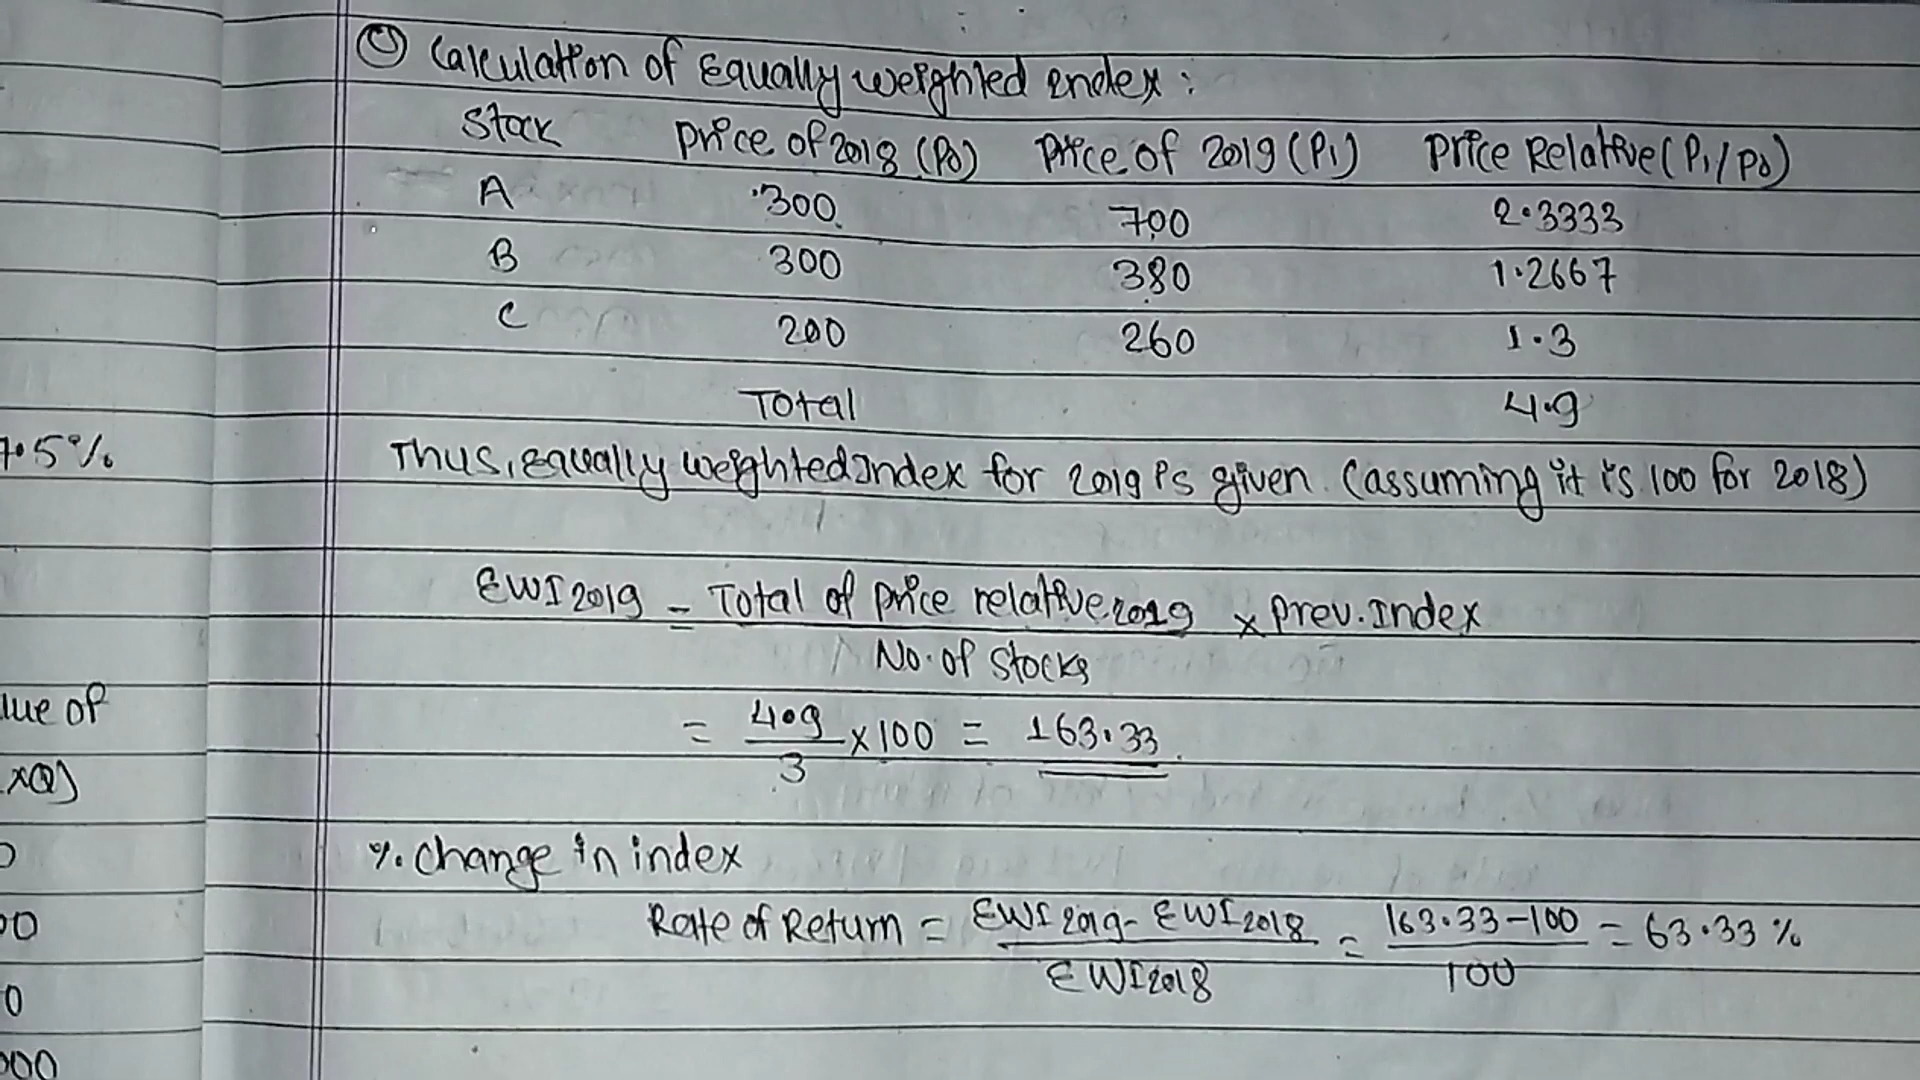 (c) Calculation of Equally weighted index :
Stock Price of 2018 (P0) Price of 2019 (P1) Price Relative (P1/P0)
A 300 700 2.3333
B 300 380 1.2667
C 200 260 1.3
Total 4.9
7.5%
Thus, equally weighted Index for 2019 is given (assuming it is 100 for 2018)
EWI 2019 = Total of price relative 2019 × Prev. Index
No. of Stocks
lue of
= 4.9 × 100 = 163.33
3
xQ)
% change in index
Rate of Return = EWI 2019 - EWI 2018 = 163.33 - 100 = 63.33 %
EWI 2018 100
00
0
000